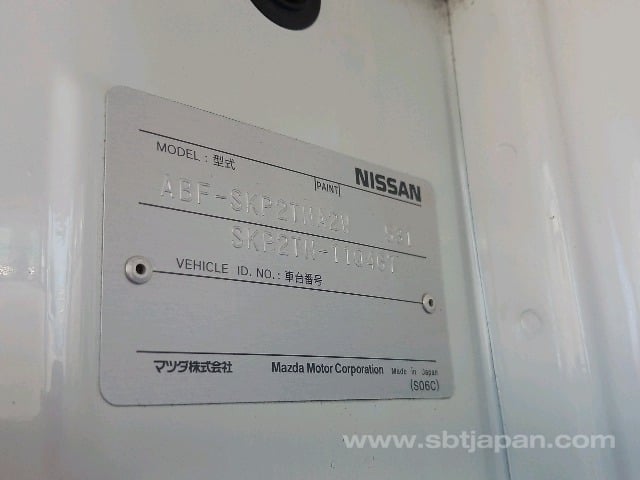 MODEL : 型式
PAINT NISSAN
ABF-SKP2TN
VEHICLE ID. NO. : 車台番号
マツダ株式会社 Mazda Motor Corporation Made in Japan
(S06C)
www.sbtjapan.com